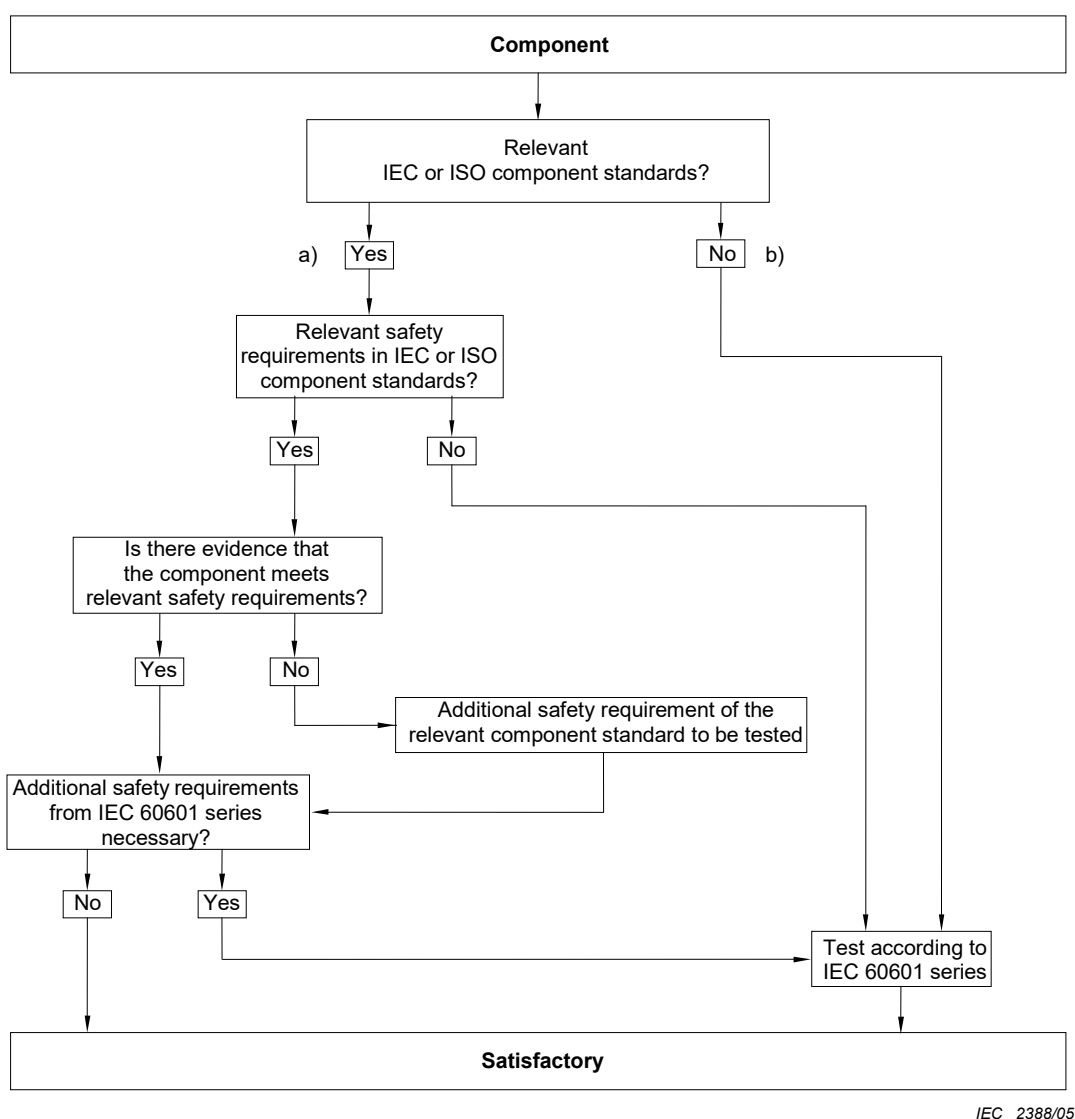 Component
Relevant
IEC or ISO component standards?
a) Yes
No b)
Relevant safety
requirements in IEC or ISO
component standards?
Yes
No
Is there evidence that
the component meets
relevant safety requirements?
Yes
No
Additional safety requirement of the
relevant component standard to be tested
Additional safety requirements
from IEC 60601 series
necessary?
No
Yes
Test according to
IEC 60601 series
Satisfactory
IEC 2388/05